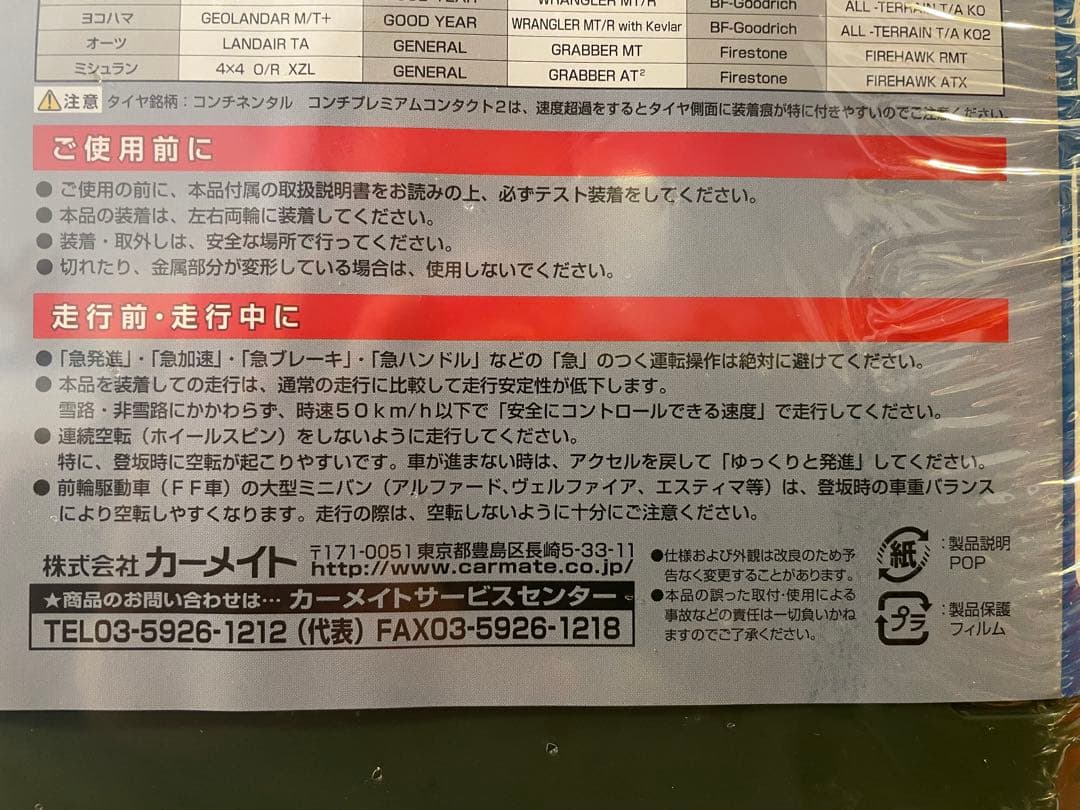 WRANGLER MT/R BF-Goodrich ALL -TERRAIN T/A KO
ヨコハマ GEOLANDAR M/T+ GOOD YEAR WRANGLER MT/R with Kevlar BF-Goodrich ALL -TERRAIN T/A KO2
オーツ LANDAIR TA GENERAL GRABBER MT Firestone FIREHAWK RMT
ミシュラン 4×4 O/R XZL GENERAL GRABBER AT² Firestone FIREHAWK ATX
注意 タイヤ銘柄：コンチネンタル コンチプレミアムコンタクト2は、速度超過をするとタイヤ側面に装着痕が特に付きやすいのでご注意ください。
ご使用前に
● ご使用の前に、本品付属の取扱説明書をお読みの上、必ずテスト装着をしてください。
● 本品の装着は、左右両輪に装着してください。
● 装着・取外しは、安全な場所で行ってください。
● 切れたり、金属部分が変形している場合は、使用しないでください。
走行前・走行中に
● 「急発進」・「急加速」・「急ブレーキ」・「急ハンドル」などの「急」のつく運転操作は絶対に避けてください。
● 本品を装着しての走行は、通常の走行に比較して走行安定性が低下します。
雪路・非雪路にかかわらず、時速50km/h以下で「安全にコントロールできる速度」で走行してください。
● 連続空転（ホイールスピン）をしないように走行してください。
特に、登坂時に空転が起こりやすいです。車が進まない時は、アクセルを戻して「ゆっくりと発進」してください。
● 前輪駆動車（FF車）の大型ミニバン（アルファード、ヴェルファイア、エスティマ等）は、登坂時の車重バランス
により空転しやすくなります。走行の際は、空転しないように十分にご注意ください。
株式会社 カーメイト 〒171-0051 東京都豊島区長崎5-33-11
http://www.carmate.co.jp/
★商品のお問い合わせは… カーメイトサービスセンター
TEL03-5926-1212（代表）FAX03-5926-1218
●仕様および外観は改良のため予
告なく変更することがあります。
●本品の誤った取付・使用による
事故などの責任は一切負いかね
ますのでご了承ください。
紙 ：製品説明
POP
プラ ：製品保護
フィルム